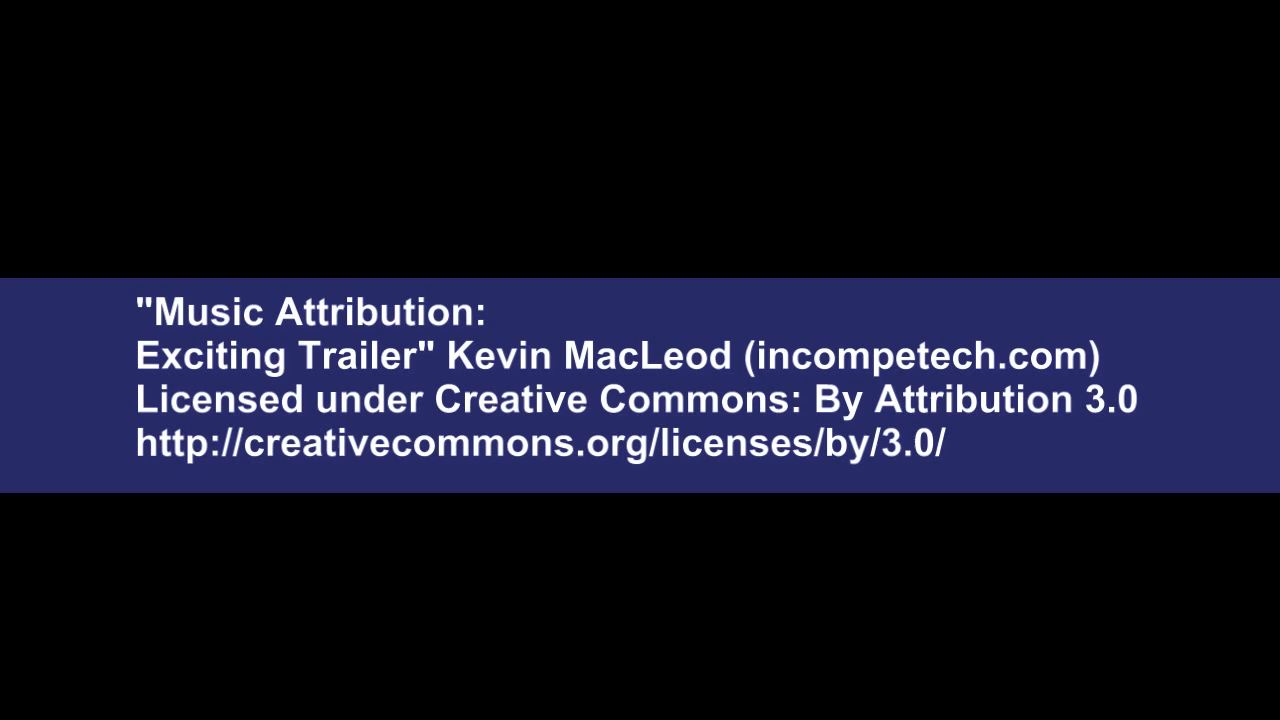 "Music Attribution:
Exciting Trailer" Kevin MacLeod (incompetech.com)
Licensed under Creative Commons: By Attribution 3.0
http://creativecommons.org/licenses/by/3.0/